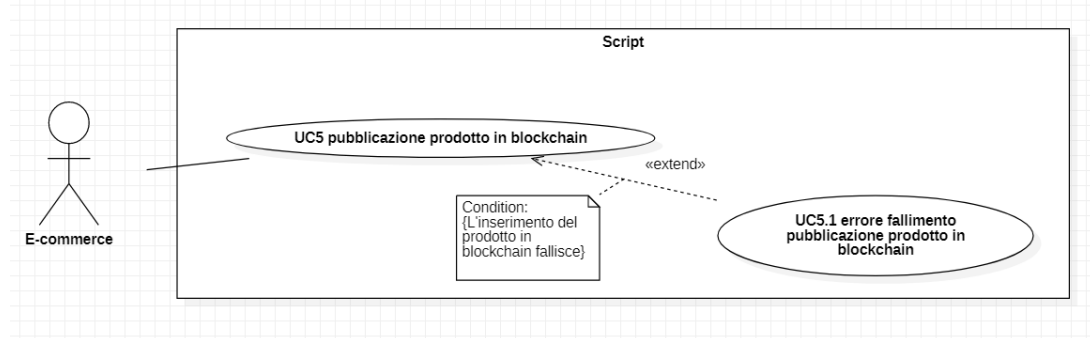 Script
UC5 pubblicazione prodotto in blockchain
«extend»
Condition:
{L'inserimento del
prodotto in
blockchain fallisce}
UC5.1 errore fallimento
pubblicazione prodotto in
blockchain
E-commerce